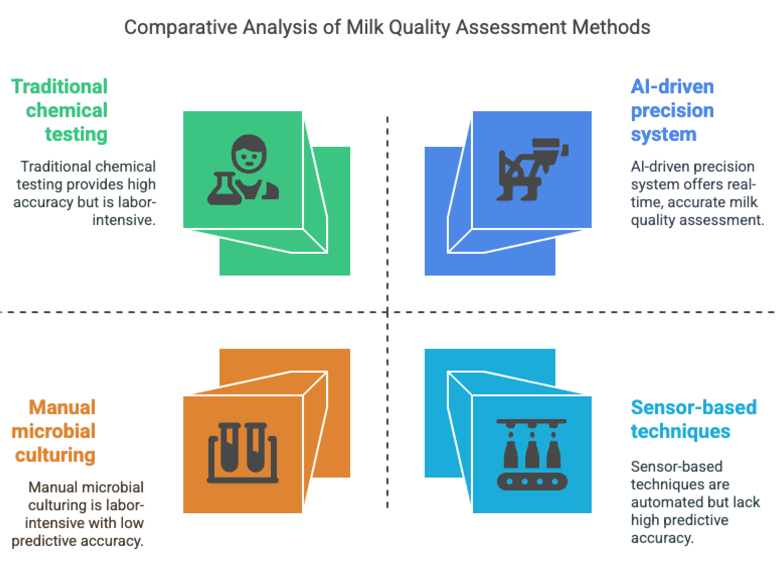 Comparative Analysis of Milk Quality Assessment Methods
Traditional
chemical
testing
Traditional chemical
testing provides high
accuracy but is labor-
intensive.
AI-driven
precision
system
AI-driven precision
system offers real-
time, accurate milk
quality assessment.
Manual
microbial
culturing
Manual microbial
culturing is labor-
intensive with low
predictive accuracy.
Sensor-based
techniques
Sensor-based
techniques are
automated but lack
high predictive
accuracy.